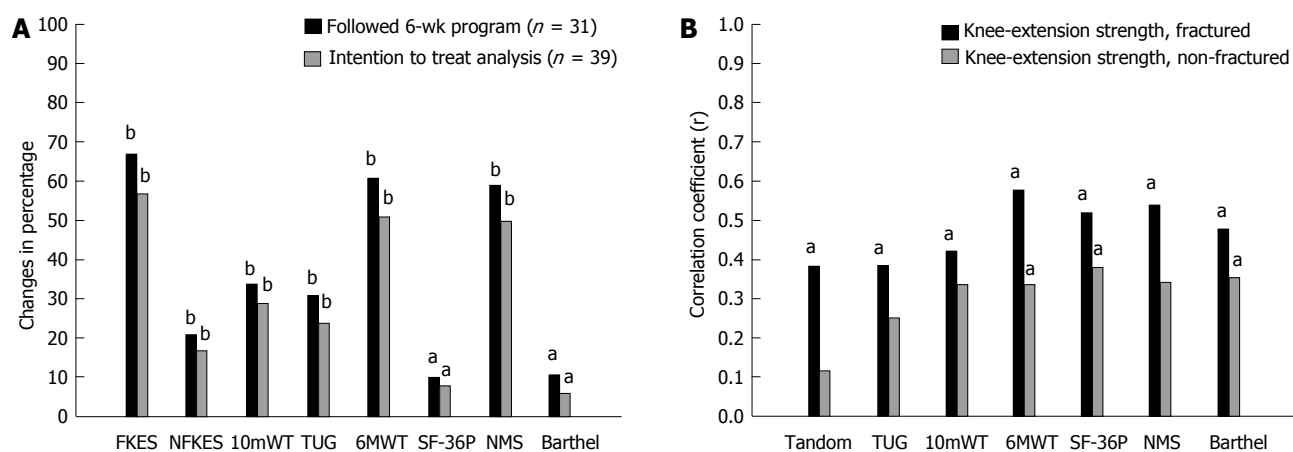 A
Followed 6-wk program (n = 31)
Intention to treat analysis (n = 39)
Changes in percentage
100
90
80
70
60
50
40
30
20
10
0
b b
b b
b b
b b
b b
a a
b b
a a
FKES NFKES 10mWT TUG 6MWT SF-36P NMS Barthel
B
Knee-extension strength, fractured
Knee-extension strength, non-fractured
Correlation coefficient (r)
1.0
0.9
0.8
0.7
0.6
0.5
0.4
0.3
0.2
0.1
0.0
a
a
a
a a
a a
a
a a
Tandom TUG 10mWT 6MWT SF-36P NMS Barthel